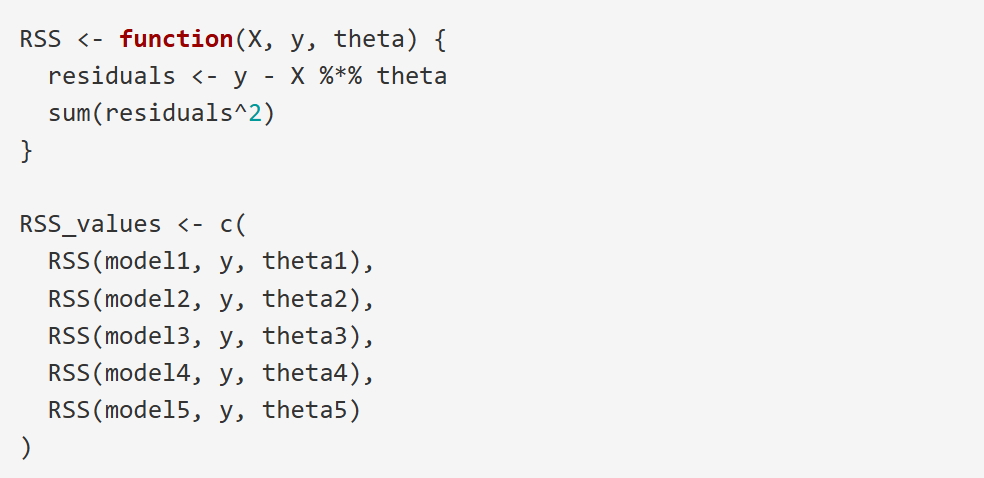 RSS <- function(X, y, theta) {
  residuals <- y - X %*% theta
  sum(residuals^2)
}

RSS_values <- c(
  RSS(model1, y, theta1),
  RSS(model2, y, theta2),
  RSS(model3, y, theta3),
  RSS(model4, y, theta4),
  RSS(model5, y, theta5)
)